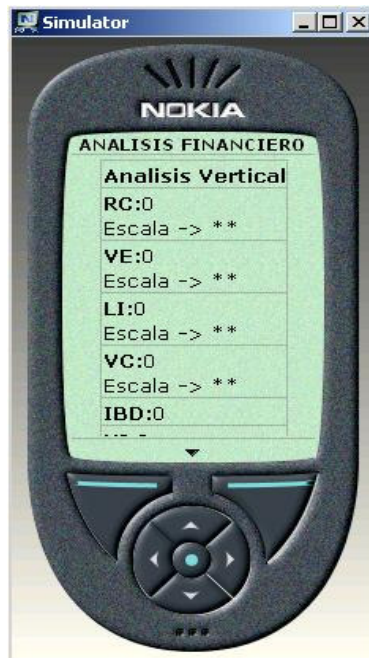 Simulator
NOKIA
ANALISIS FINANCIERO
Analisis Vertical
RC:0
Escala -> **
VE:0
Escala -> **
LI:0
Escala -> **
VC:0
Escala -> **
IBD:0